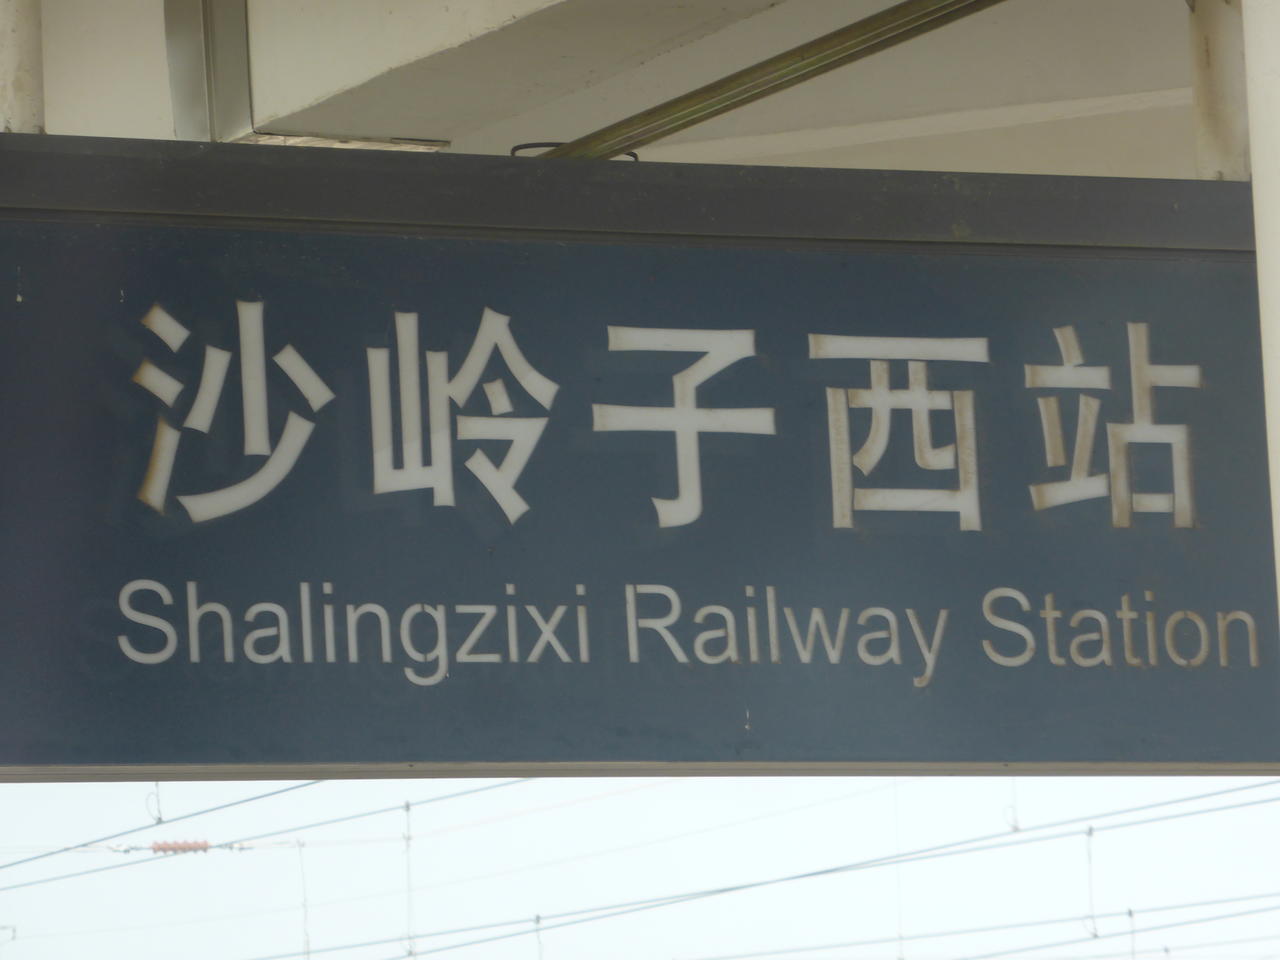 沙岭子西站
Shalingzixi Railway Station